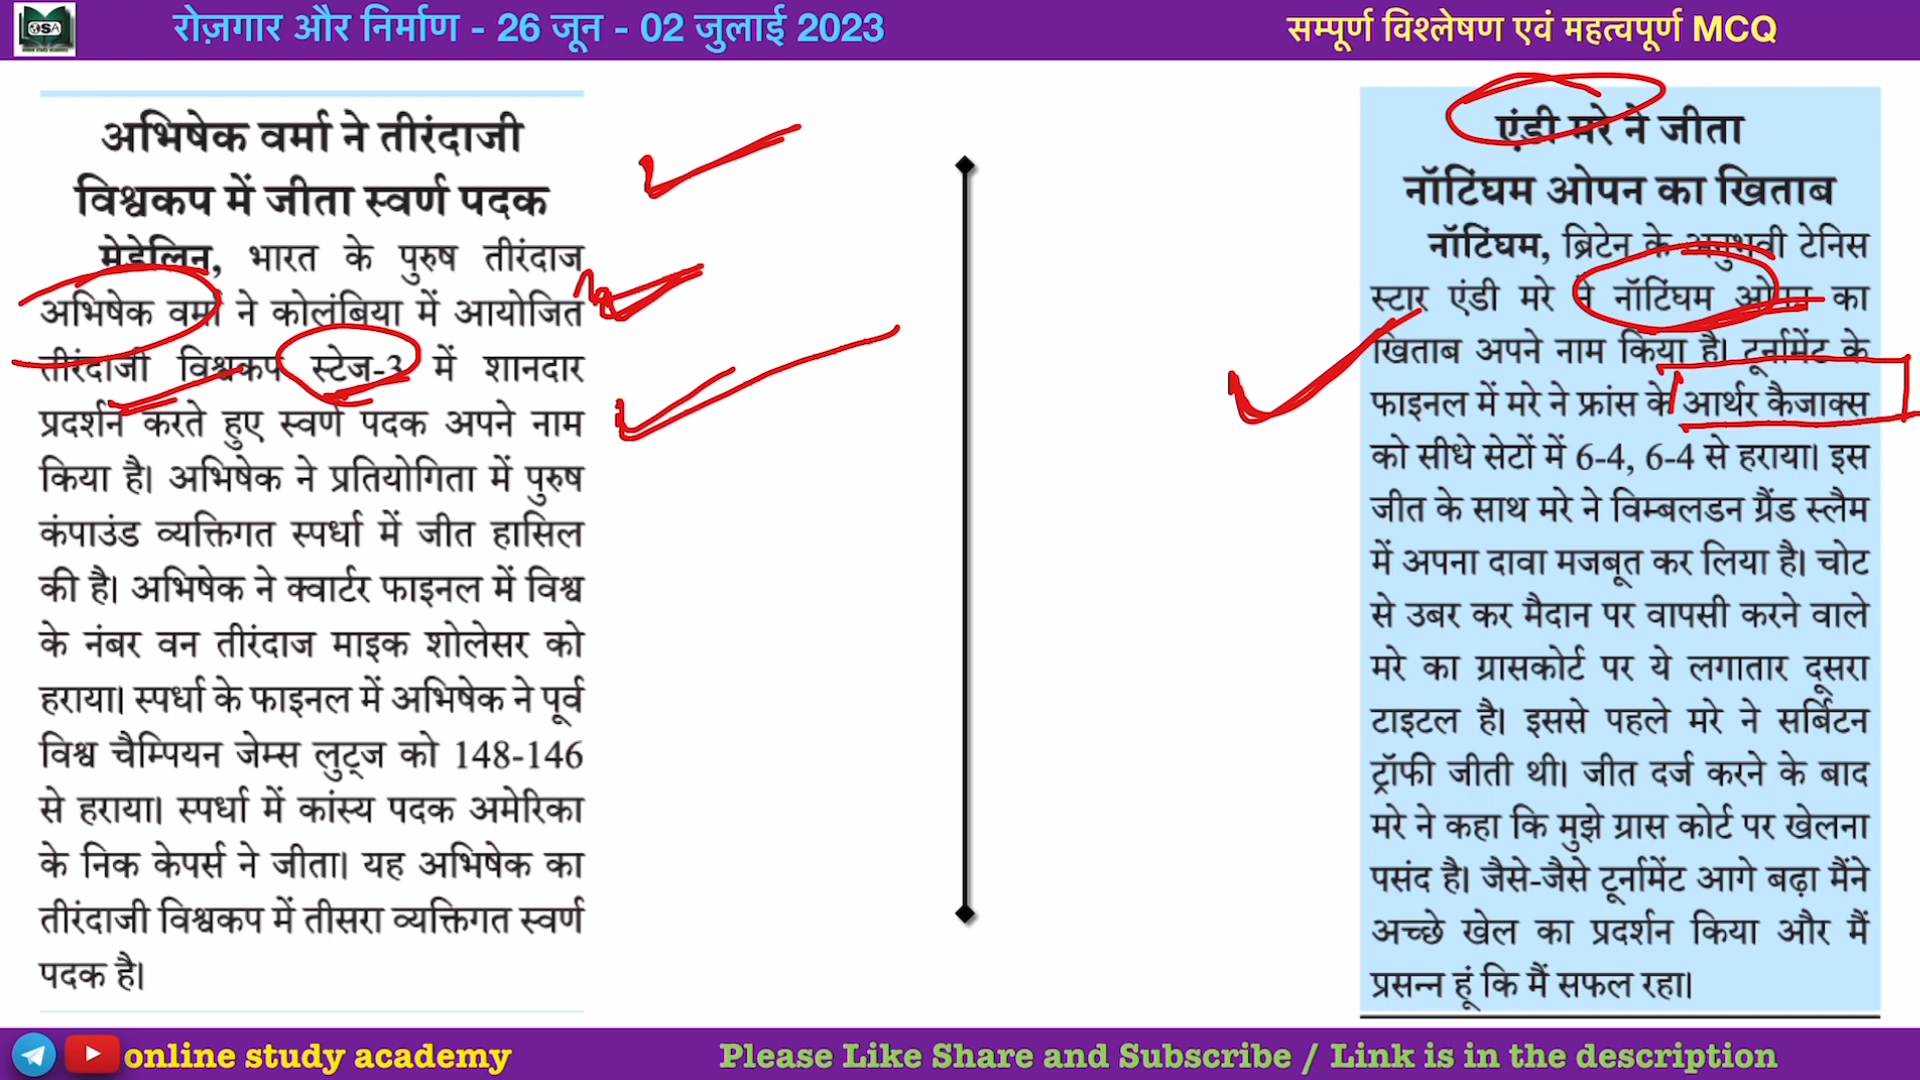 OSA
रोज़गार और निर्माण - 26 जून - 02 जुलाई 2023
सम्पूर्ण विश्लेषण एवं महत्वपूर्ण MCQ
अभिषेक वर्मा ने तीरंदाजी
विश्वकप में जीता स्वर्ण पदक
मेडेलिन, भारत के पुरुष तीरंदाज
अभिषेक वर्मा ने कोलंबिया में आयोजित
तीरंदाजी विश्वकप स्टेज-3 में शानदार
प्रदर्शन करते हुए स्वर्ण पदक अपने नाम
किया है। अभिषेक ने प्रतियोगिता में पुरुष
कंपाउंड व्यक्तिगत स्पर्धा में जीत हासिल
की है। अभिषेक ने क्वार्टर फाइनल में विश्व
के नंबर वन तीरंदाज माइक शोलेसर को
हराया। स्पर्धा के फाइनल में अभिषेक ने पूर्व
विश्व चैम्पियन जेम्स लुट्ज को 148-146
से हराया। स्पर्धा में कांस्य पदक अमेरिका
के निक केपर्स ने जीता। यह अभिषेक का
तीरंदाजी विश्वकप में तीसरा व्यक्तिगत स्वर्ण
पदक है।
एंडी मरे ने जीता
नॉटिंघम ओपन का खिताब
नॉटिंघम, ब्रिटेन के अनुभवी टेनिस
स्टार एंडी मरे ने नॉटिंघम ओपन का
खिताब अपने नाम किया है। टूर्नामेंट के
फाइनल में मरे ने फ्रांस के आर्थर कैजाक्स
को सीधे सेटों में 6-4, 6-4 से हराया। इस
जीत के साथ मरे ने विम्बलडन ग्रैंड स्लैम
में अपना दावा मजबूत कर लिया है। चोट
से उबर कर मैदान पर वापसी करने वाले
मरे का ग्रासकोर्ट पर ये लगातार दूसरा
टाइटल है। इससे पहले मरे ने सर्बिटन
ट्रॉफी जीती थी। जीत दर्ज करने के बाद
मरे ने कहा कि मुझे ग्रास कोर्ट पर खेलना
पसंद है। जैसे-जैसे टूर्नामेंट आगे बढ़ा मैंने
अच्छे खेल का प्रदर्शन किया और मैं
प्रसन्न हूं कि मैं सफल रहा।
online study academy
Please Like Share and Subscribe / Link is in the description